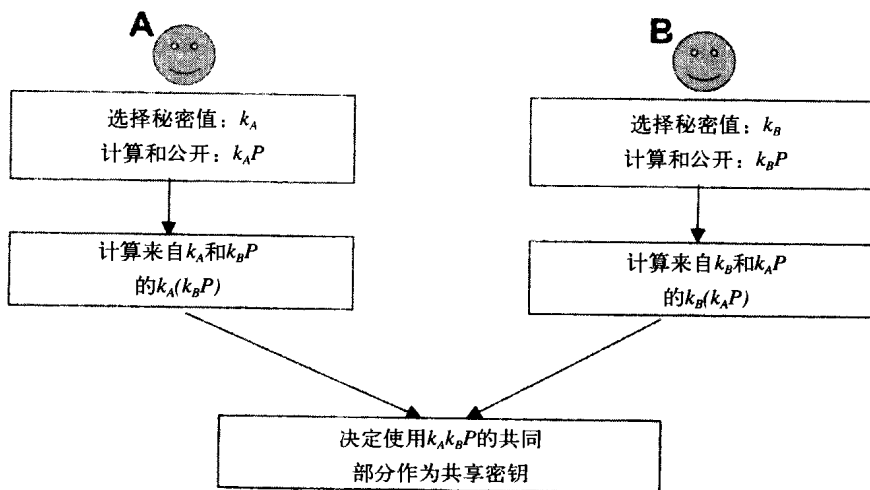 A
选择秘密值：kA
计算和公开：kAP
计算来自kA和kBP
的kA(kBP)
B
选择秘密值：kB
计算和公开：kBP
计算来自kB和kAP
的kB(kAP)
决定使用kAkBP的共同
部分作为共享密钥